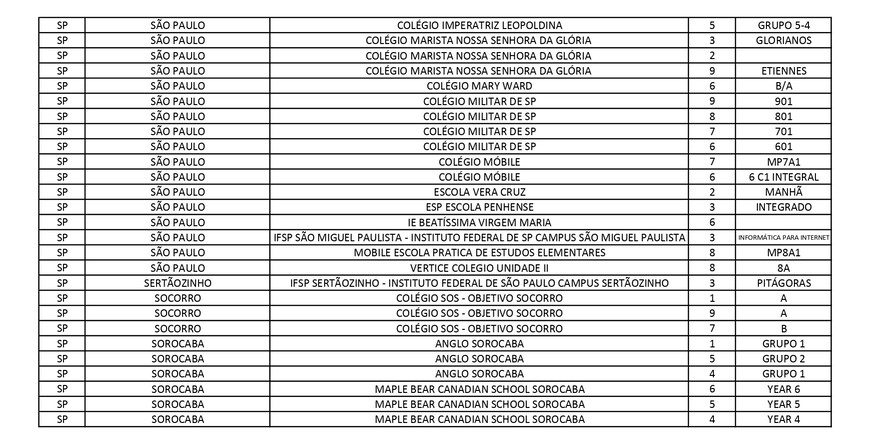 SP SÃO PAULO COLÉGIO IMPERATRIZ LEOPOLDINA 5 GRUPO 5-4
SP SÃO PAULO COLÉGIO MARISTA NOSSA SENHORA DA GLÓRIA 3 GLORIANOS
SP SÃO PAULO COLÉGIO MARISTA NOSSA SENHORA DA GLÓRIA 2
SP SÃO PAULO COLÉGIO MARISTA NOSSA SENHORA DA GLÓRIA 9 ETIENNES
SP SÃO PAULO COLÉGIO MARY WARD 6 B/A
SP SÃO PAULO COLÉGIO MILITAR DE SP 9 901
SP SÃO PAULO COLÉGIO MILITAR DE SP 8 801
SP SÃO PAULO COLÉGIO MILITAR DE SP 7 701
SP SÃO PAULO COLÉGIO MILITAR DE SP 6 601
SP SÃO PAULO COLÉGIO MÓBILE 7 MP7A1
SP SÃO PAULO COLÉGIO MÓBILE 6 6 C1 INTEGRAL
SP SÃO PAULO ESCOLA VERA CRUZ 2 MANHÃ
SP SÃO PAULO ESP ESCOLA PENHENSE 3 INTEGRADO
SP SÃO PAULO IE BEATÍSSIMA VIRGEM MARIA 6
SP SÃO PAULO IFSP SÃO MIGUEL PAULISTA - INSTITUTO FEDERAL DE SP CAMPUS SÃO MIGUEL PAULISTA 3 INFORMÁTICA PARA INTERNET
SP SÃO PAULO MOBILE ESCOLA PRATICA DE ESTUDOS ELEMENTARES 8 MP8A1
SP SÃO PAULO VERTICE COLEGIO UNIDADE II 8 8A
SP SERTÃOZINHO IFSP SERTÃOZINHO - INSTITUTO FEDERAL DE SÃO PAULO CAMPUS SERTÃOZINHO 3 PITÁGORAS
SP SOCORRO COLÉGIO SOS - OBJETIVO SOCORRO 1 A
SP SOCORRO COLÉGIO SOS - OBJETIVO SOCORRO 9 A
SP SOCORRO COLÉGIO SOS - OBJETIVO SOCORRO 7 B
SP SOROCABA ANGLO SOROCABA 1 GRUPO 1
SP SOROCABA ANGLO SOROCABA 5 GRUPO 2
SP SOROCABA ANGLO SOROCABA 4 GRUPO 1
SP SOROCABA MAPLE BEAR CANADIAN SCHOOL SOROCABA 6 YEAR 6
SP SOROCABA MAPLE BEAR CANADIAN SCHOOL SOROCABA 5 YEAR 5
SP SOROCABA MAPLE BEAR CANADIAN SCHOOL SOROCABA 4 YEAR 4